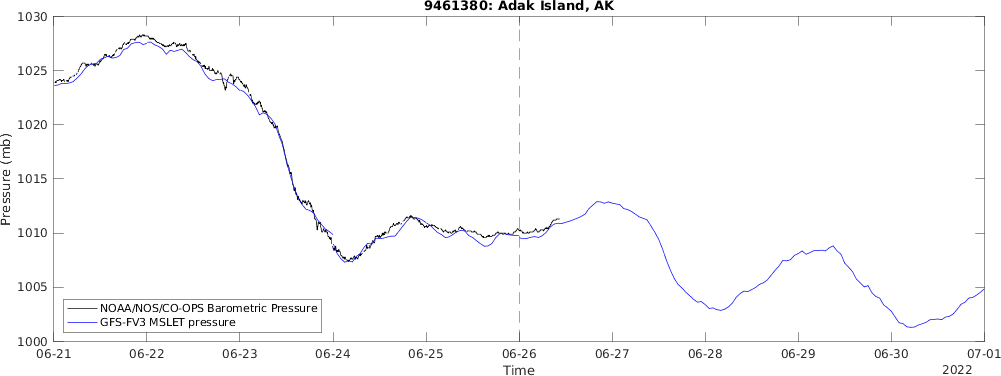 9461380: Adak Island, AK
Pressure (mb)
1030
1025
1020
1015
1010
1005
1000
NOAA/NOS/CO-OPS Barometric Pressure
GFS-FV3 MSLET pressure
06-21 06-22 06-23 06-24 06-25 06-26 06-27 06-28 06-29 06-30 07-01
Time
2022